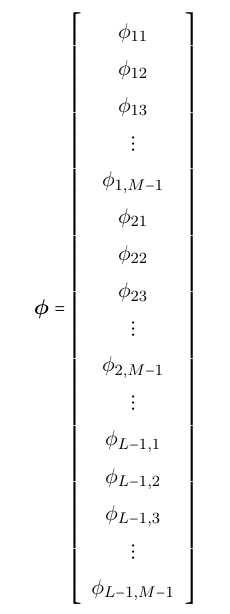 ϕ₁₁
ϕ₁₂
ϕ₁₃
⋮
ϕ₁,M−1
ϕ₂₁
ϕ₂₂
ϕ₂₃
ϕ =
⋮
ϕ₂,M−1
⋮
ϕL−1,1
ϕL−1,2
ϕL−1,3
⋮
ϕL−1,M−1